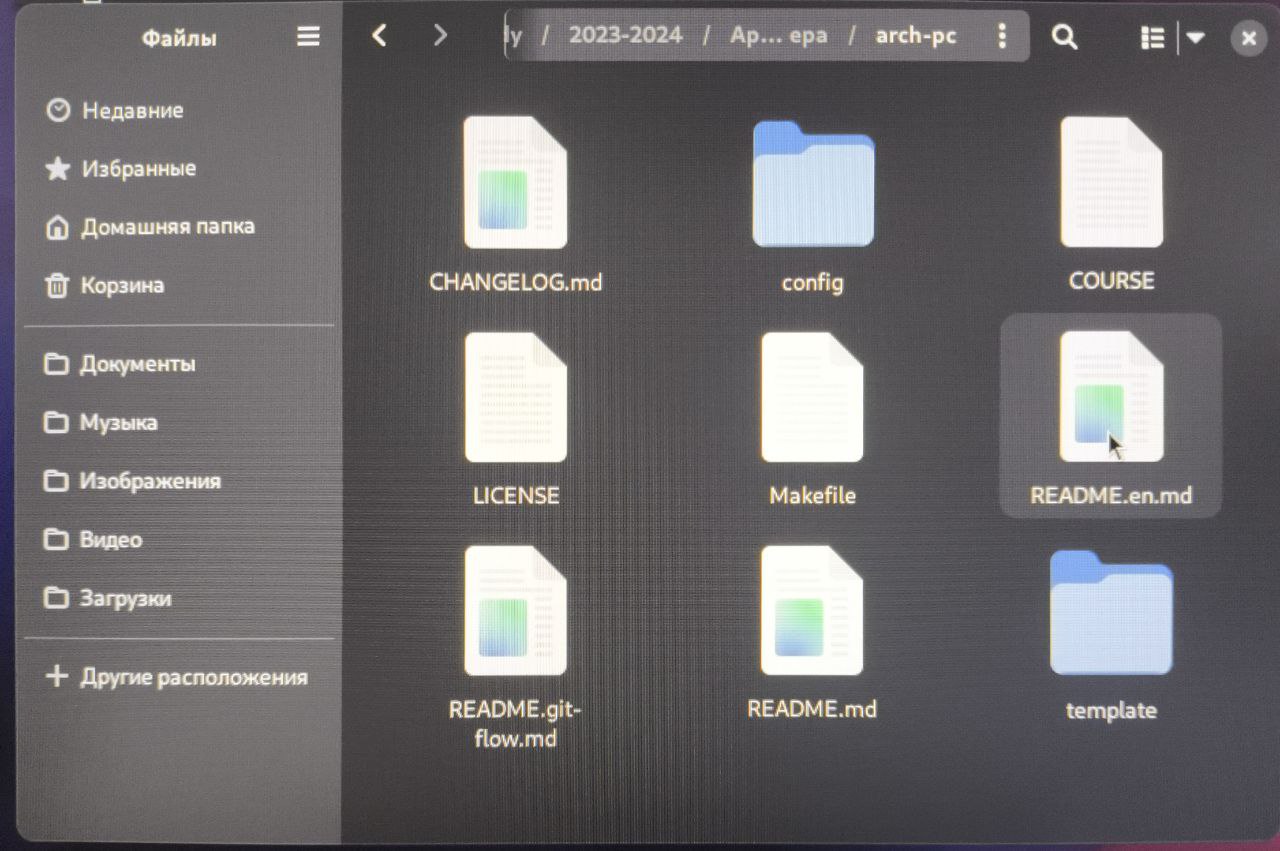 Файлы
ly / 2023-2024 / Ар… ера / arch-pc
Недавние
Избранные
Домашняя папка
Корзина
Документы
Музыка
Изображения
Видео
Загрузки
Другие расположения
CHANGELOG.md
config
COURSE
LICENSE
Makefile
README.en.md
README.git-
flow.md
README.md
template